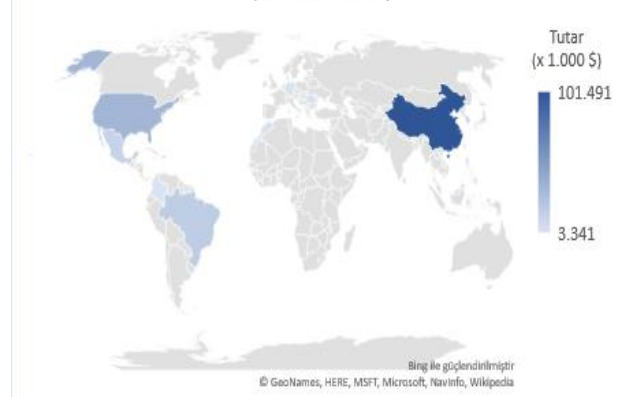 Tutar
(x 1.000 $)
101.491
3.341
Bing ile güçlendirilmiştir
© GeoNames, HERE, MSFT, Microsoft, NavInfo, Wikipedia